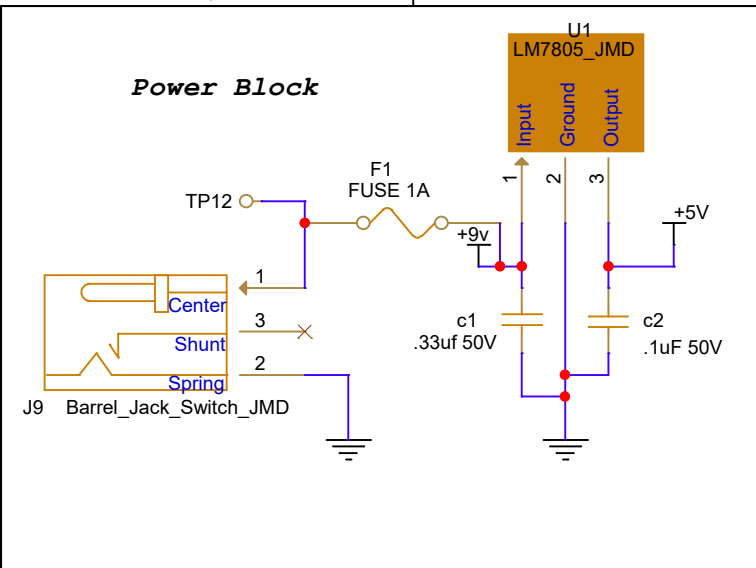 U1
LM7805_JMD
Power Block
Input
Ground
Output
1
2
3
F1
FUSE 1A
TP12
+9v
+5V
1
Center
3
Shunt
2
Spring
c1
.33uf 50V
c2
.1uF 50V
J9 Barrel_Jack_Switch_JMD